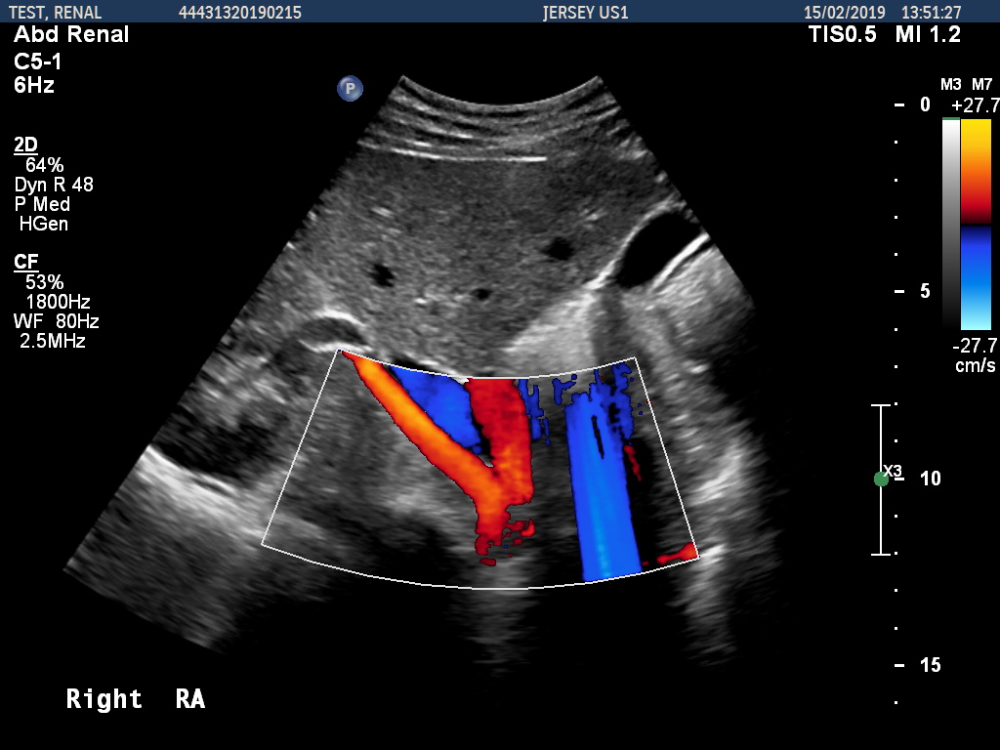 TEST, RENAL 44431320190215 JERSEY US1 15/02/2019 13:51:27
Abd Renal TIS0.5 MI 1.2
C5-1
6Hz
P
M3 M7
+27.7
2D
64%
Dyn R 48
P Med
HGen
CF
53%
1800Hz
WF 80Hz
2.5MHz
0
5
-27.7
cm/s
X3
10
15
Right RA